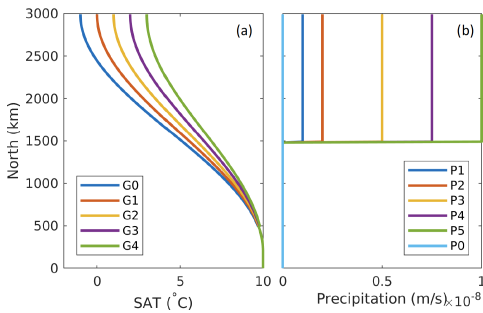 3000
2500
2000
1500
1000
500
0
North (km)
(a)
G0
G1
G2
G3
G4
0
5
10
SAT (°C)
(b)
P1
P2
P3
P4
P5
P0
0
0.5
1
Precipitation (m/s)
×10⁻⁸